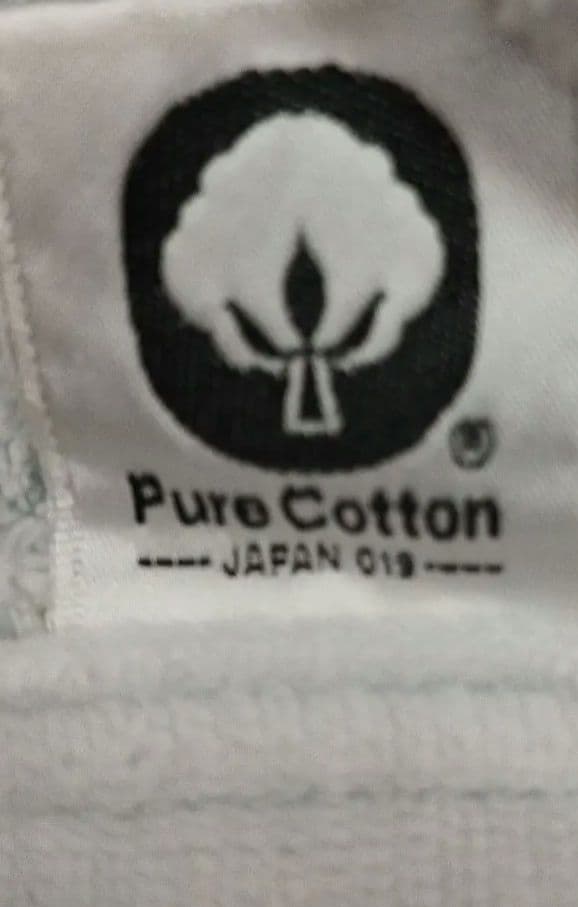 ®
Pure Cotton
---- JAPAN 019 ----